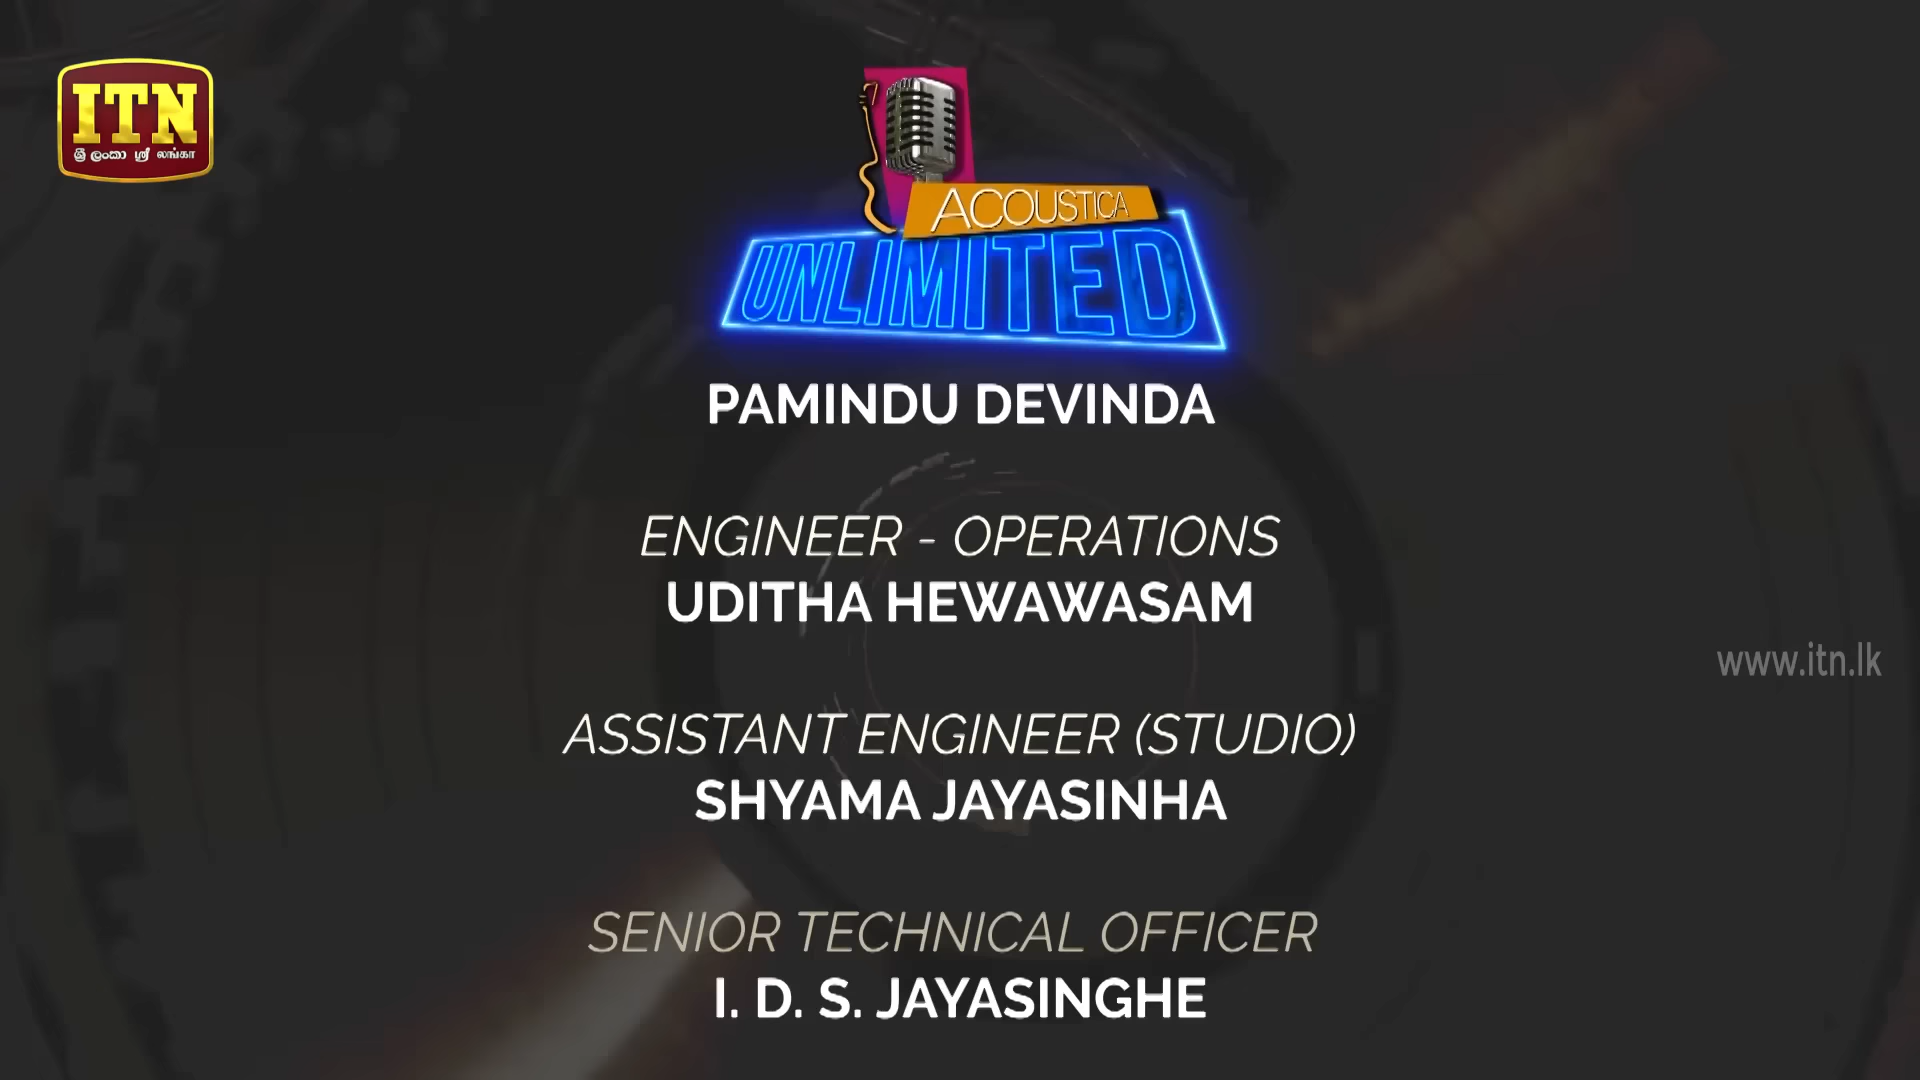 ITN
ශ්‍රී ලංකා ஸ்ரீ லங்கா
ACOUSTICA
UNLIMITED
PAMINDU DEVINDA
ENGINEER - OPERATIONS
UDITHA HEWAWASAM
www.itn.lk
ASSISTANT ENGINEER (STUDIO)
SHYAMA JAYASINHA
SENIOR TECHNICAL OFFICER
I. D. S. JAYASINGHE